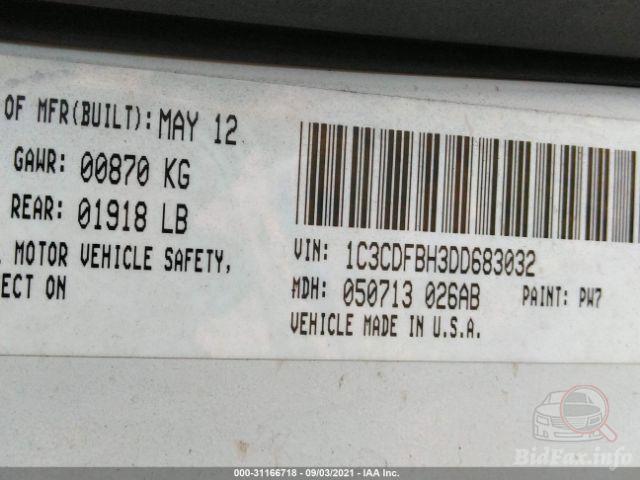 OF MFR(BUILT): MAY 12
GAWR: 00870 KG
REAR: 01918 LB
MOTOR VEHICLE SAFETY,
ECT ON
VIN: 1C3CDFBH3DD683032
MDH: 050713 026AB PAINT: PW7
VEHICLE MADE IN U.S.A.
BidFax.info
000-31166718 - 09/03/2021 - IAA Inc.